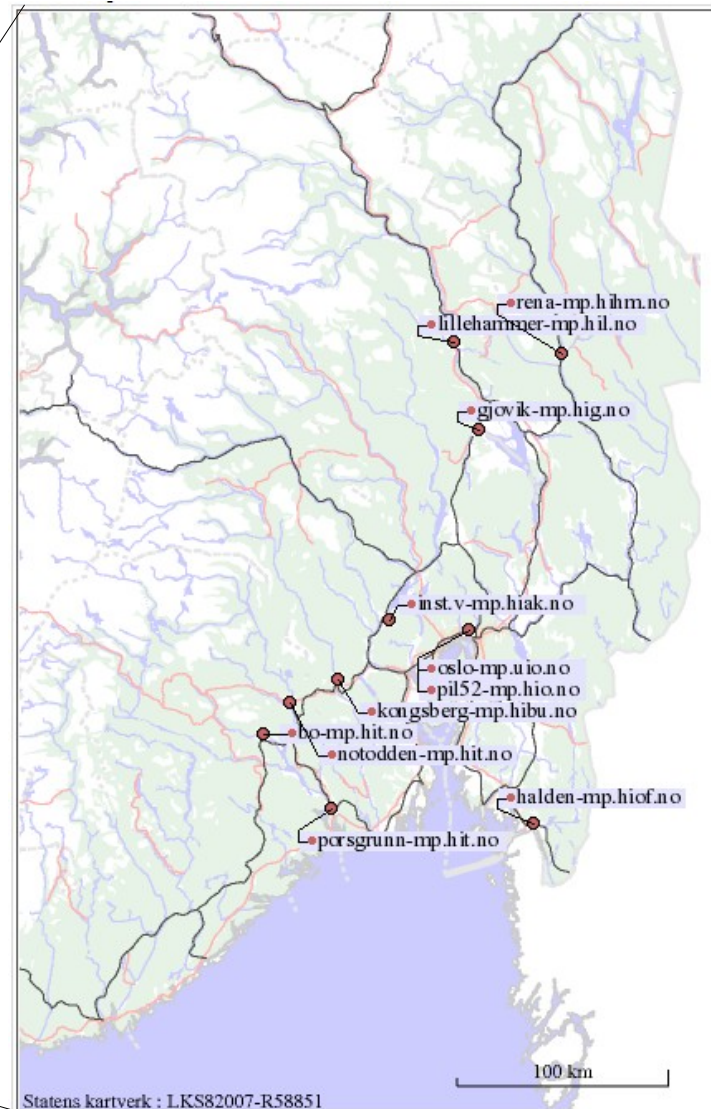 rena-mp.hihm.no
lillehammer-mp.hil.no
gjovik-mp.hig.no
inst.v-mp.hiak.no
oslo-mp.uio.no
pil52-mp.hio.no
kongsberg-mp.hibu.no
bo-mp.hit.no
notodden-mp.hit.no
halden-mp.hiof.no
porsgrunn-mp.hit.no
100 km
Statens kartverk : LKS82007-R58851